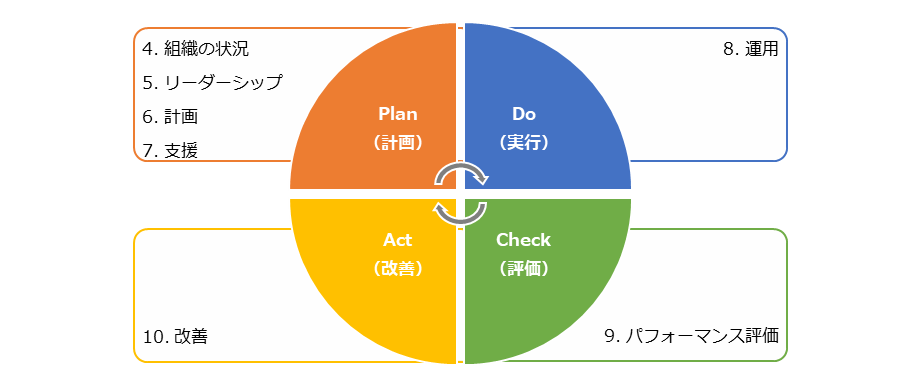 4. 組織の状況
5. リーダーシップ
6. 計画
7. 支援
Plan
（計画）
Do
（実行）
8. 運用
Act
（改善）
10. 改善
Check
（評価）
9. パフォーマンス評価